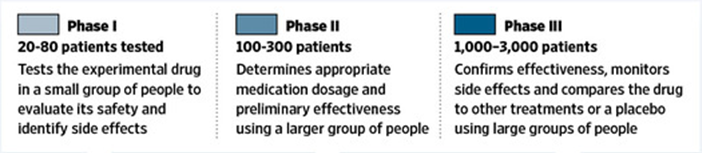 Phase I
20-80 patients tested
Tests the experimental drug
in a small group of people to
evaluate its safety and
identify side effects
Phase II
100-300 patients
Determines appropriate
medication dosage and
preliminary effectiveness
using a larger group of people
Phase III
1,000–3,000 patients
Confirms effectiveness, monitors
side effects and compares the drug
to other treatments or a placebo
using large groups of people